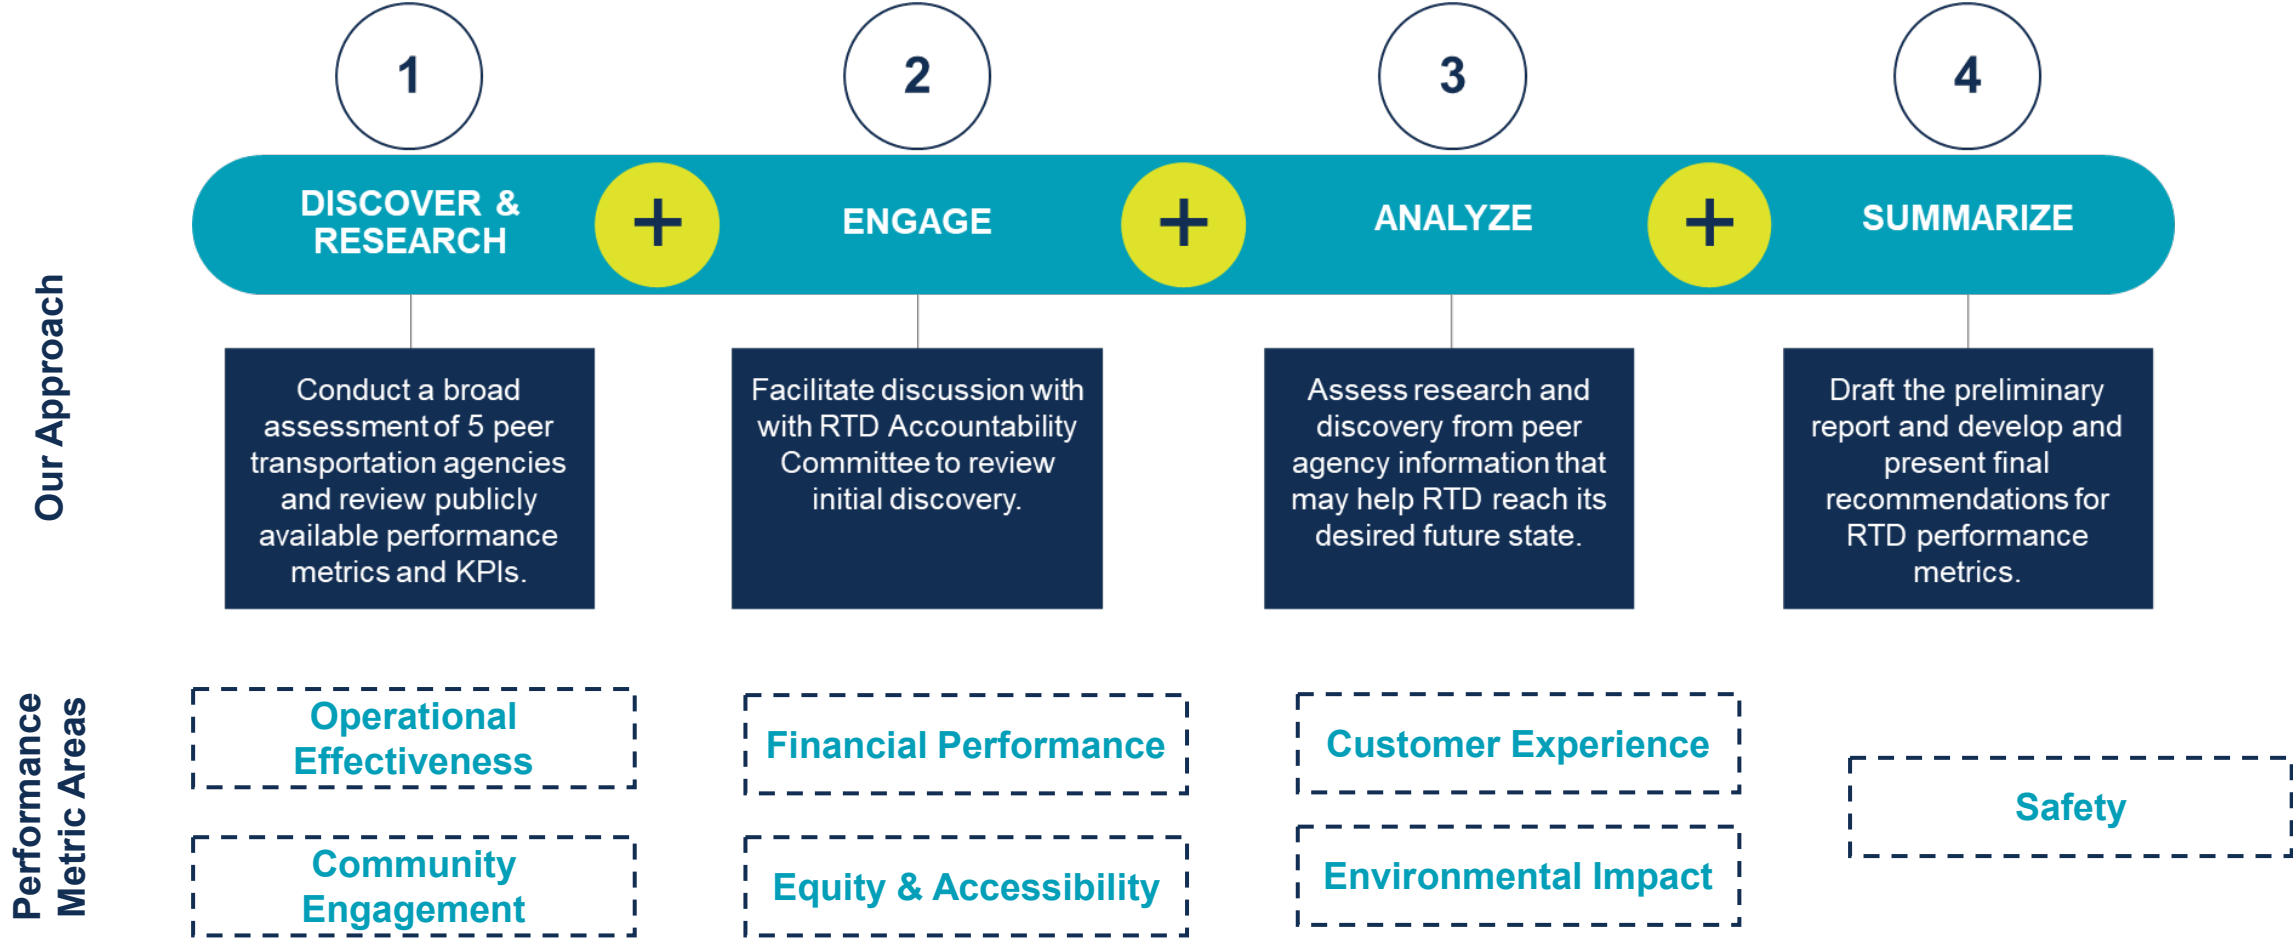 1
2
3
4
DISCOVER &
RESEARCH
+
ENGAGE
+
ANALYZE
+
SUMMARIZE
Our Approach
Conduct a broad
assessment of 5 peer
transportation agencies
and review publicly
available performance
metrics and KPIs.
Facilitate discussion with
with RTD Accountability
Committee to review
initial discovery.
Assess research and
discovery from peer
agency information that
may help RTD reach its
desired future state.
Draft the preliminary
report and develop and
present final
recommendations for
RTD performance
metrics.
Performance
Metric Areas
Operational
Effectiveness
Financial Performance
Customer Experience
Safety
Community
Engagement
Equity & Accessibility
Environmental Impact